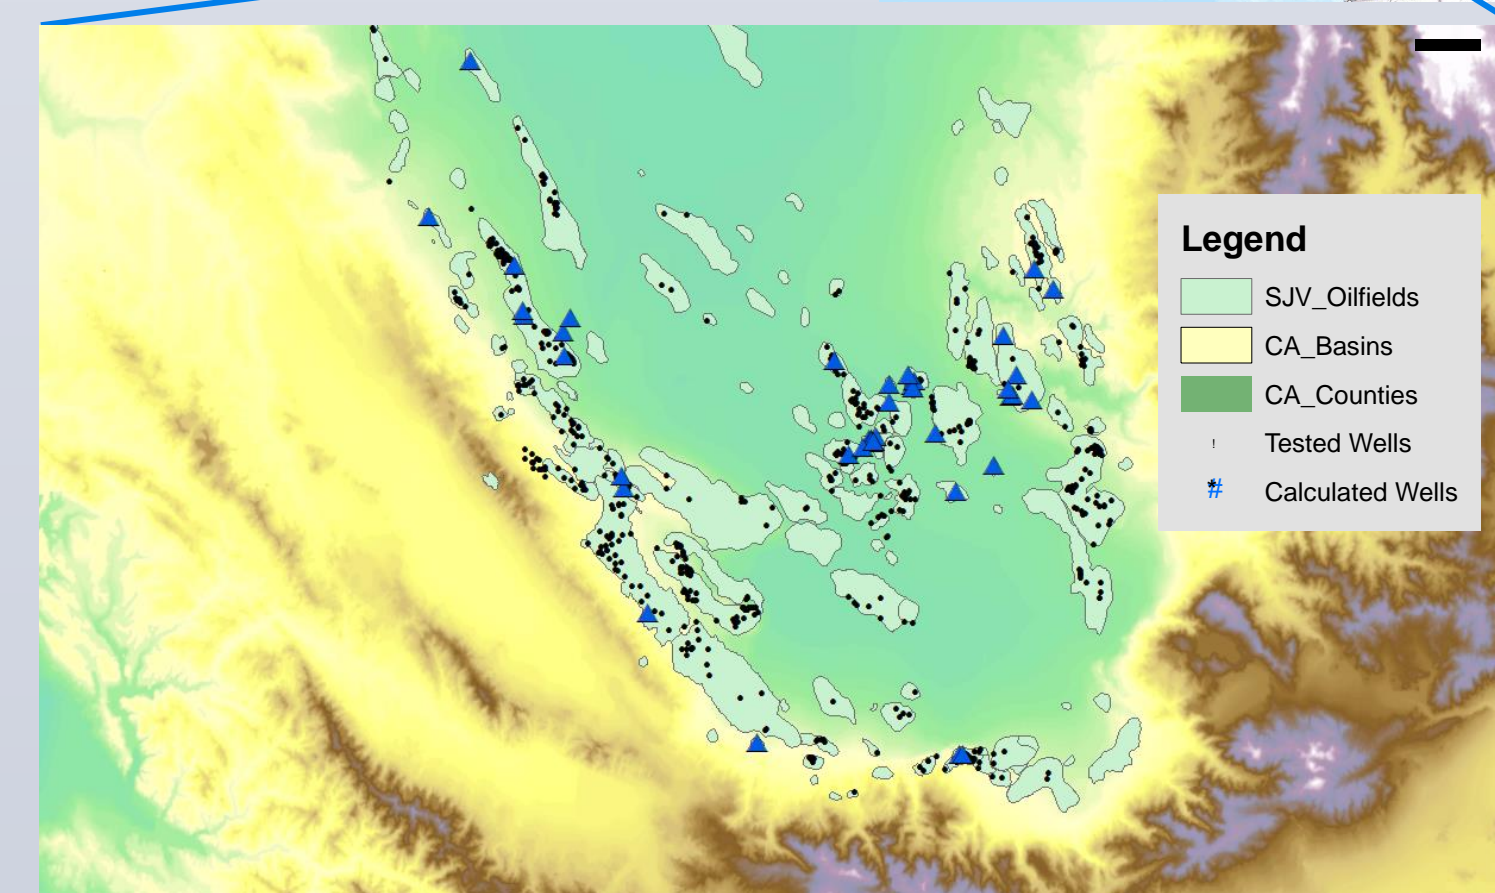 Legend
SJV_Oilfields
CA_Basins
CA_Counties
! Tested Wells
# Calculated Wells